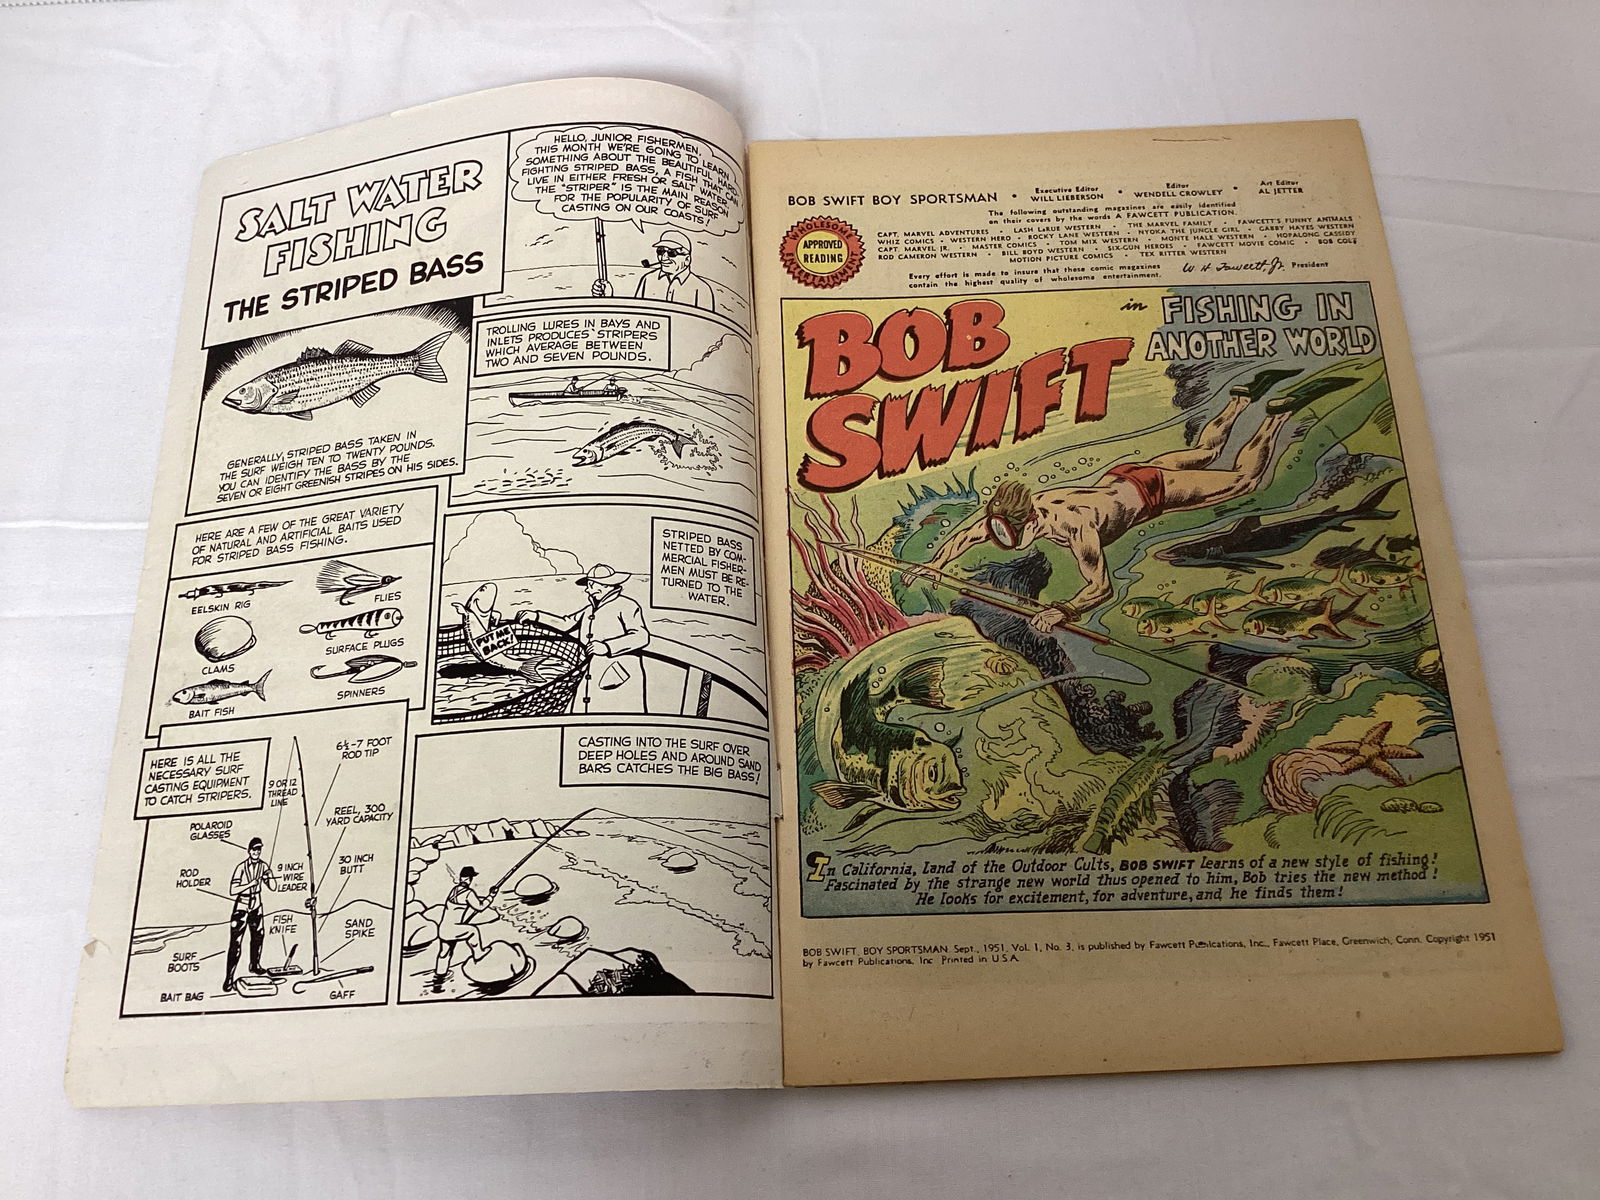 SALT WATER
FISHING
THE STRIPED BASS
HELLO, JUNIOR FISHERMEN,
THIS MONTH WE'RE GOING TO LEARN
SOMETHING ABOUT THE BEAUTIFUL HARD-
FIGHTING STRIPED BASS, A FISH THAT CAN
LIVE IN EITHER FRESH OR SALT WATER.
THE "STRIPER" IS THE MAIN REASON
FOR THE POPULARITY OF SURF
CASTING ON OUR COASTS!
GENERALLY, STRIPED BASS TAKEN IN
THE SURF WEIGH TEN TO TWENTY POUNDS.
YOU CAN IDENTIFY THE BASS BY THE
SEVEN OR EIGHT GREENISH STRIPES ON HIS SIDES.
TROLLING LURES IN BAYS AND
INLETS PRODUCES STRIPERS
WHICH AVERAGE BETWEEN
TWO AND SEVEN POUNDS.
HERE ARE A FEW OF THE GREAT VARIETY
OF NATURAL AND ARTIFICIAL BAITS USED
FOR STRIPED BASS FISHING.
EELSKIN RIG
FLIES
CLAMS
SURFACE PLUGS
BAIT FISH
SPINNERS
STRIPED BASS
NETTED BY COM-
MERCIAL FISHER-
MEN MUST BE RE-
TURNED TO THE
WATER.
PUT ME
BACK!
HERE IS ALL THE
NECESSARY SURF
CASTING EQUIPMENT
TO CATCH STRIPERS.
6½-7 FOOT
ROD TIP
9 OR 12
THREAD
LINE
REEL, 300
YARD CAPACITY
POLAROID
GLASSES
9 INCH
WIRE
LEADER
30 INCH
BUTT
ROD
HOLDER
FISH
KNIFE
SAND
SPIKE
SURF
BOOTS
BAIT BAG
GAFF
CASTING INTO THE SURF OVER
DEEP HOLES AND AROUND SAND
BARS CATCHES THE BIG BASS!
BOB SWIFT BOY SPORTSMAN • Executive Editor WILL LIEBERSON • Editor WENDELL CROWLEY • Art Editor AL JETTER
The following outstanding magazines are easily identified
on their covers by the words A FAWCETT PUBLICATION.
CAPT. MARVEL ADVENTURES • LASH LaRUE WESTERN • THE MARVEL FAMILY • FAWCETT'S FUNNY ANIMALS
WHIZ COMICS • WESTERN HERO • ROCKY LANE WESTERN • NYOKA THE JUNGLE GIRL • GABBY HAYES WESTERN
CAPT. MARVEL JR. • MASTER COMICS • TOM MIX WESTERN • MONTE HALE WESTERN • HOPALONG CASSIDY
ROD CAMERON WESTERN • BILL BOYD WESTERN • SIX-GUN HEROES • FAWCETT MOVIE COMIC • BOB COLT
MOTION PICTURE COMICS • TEX RITTER WESTERN
Every effort is made to insure that these comic magazines
contain the highest quality of wholesome entertainment.
W. H. Fawcett, Jr. President
WHOLESOME
APPROVED
READING
ENTERTAINMENT
BOB
SWIFT
in FISHING IN
ANOTHER WORLD
In California, Land of the Outdoor Cults, BOB SWIFT learns of a new style of fishing!
Fascinated by the strange new world thus opened to him, Bob tries the new method!
He looks for excitement, for adventure, and he finds them!
BOB SWIFT, BOY SPORTSMAN, Sept., 1951, Vol. 1, No. 3, is published by Fawcett Publications, Inc., Fawcett Place, Greenwich, Conn. Copyright 1951
by Fawcett Publications, Inc. Printed in U.S.A.